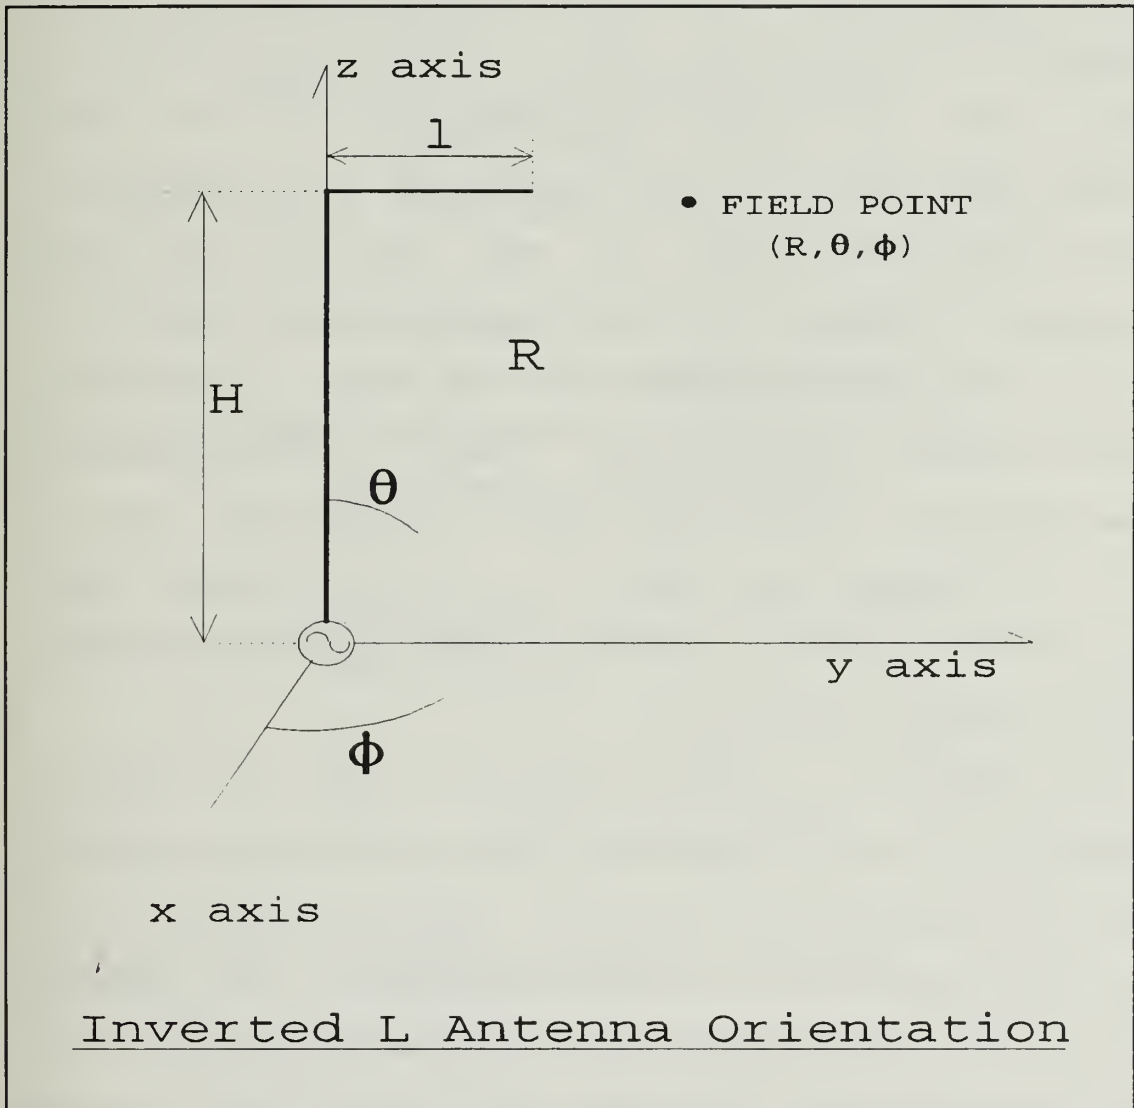 z axis
l
• FIELD POINT
(R,θ,ϕ)
R
H
θ
y axis
ϕ
x axis
Inverted L Antenna Orientation